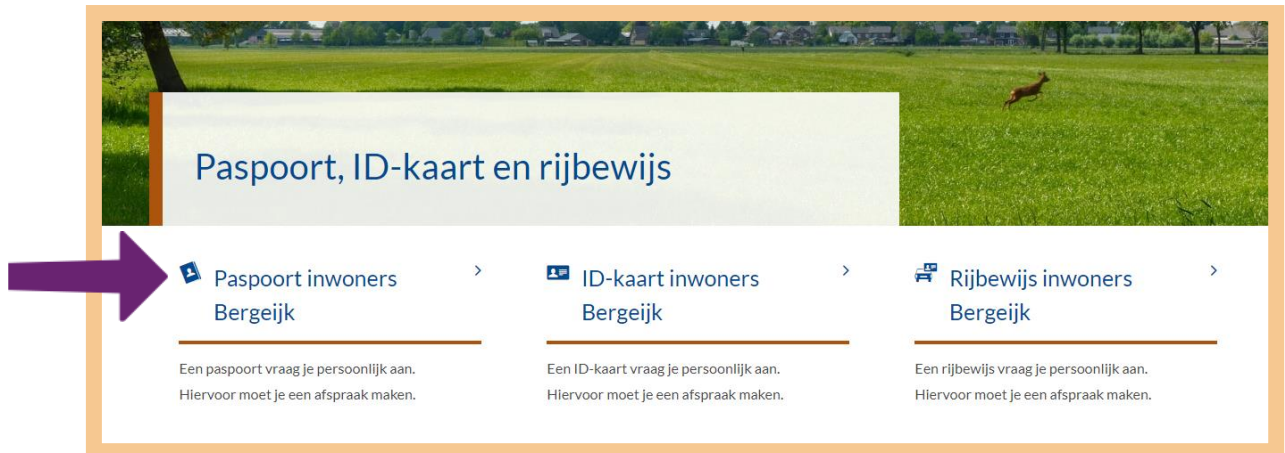 Paspoort, ID-kaart en rijbewijs
Paspoort inwoners
Bergeijk
Een paspoort vraag je persoonlijk aan.
Hiervoor moet je een afspraak maken.
ID-kaart inwoners
Bergeijk
Een ID-kaart vraag je persoonlijk aan.
Hiervoor moet je een afspraak maken.
Rijbewijs inwoners
Bergeijk
Een rijbewijs vraag je persoonlijk aan.
Hiervoor moet je een afspraak maken.